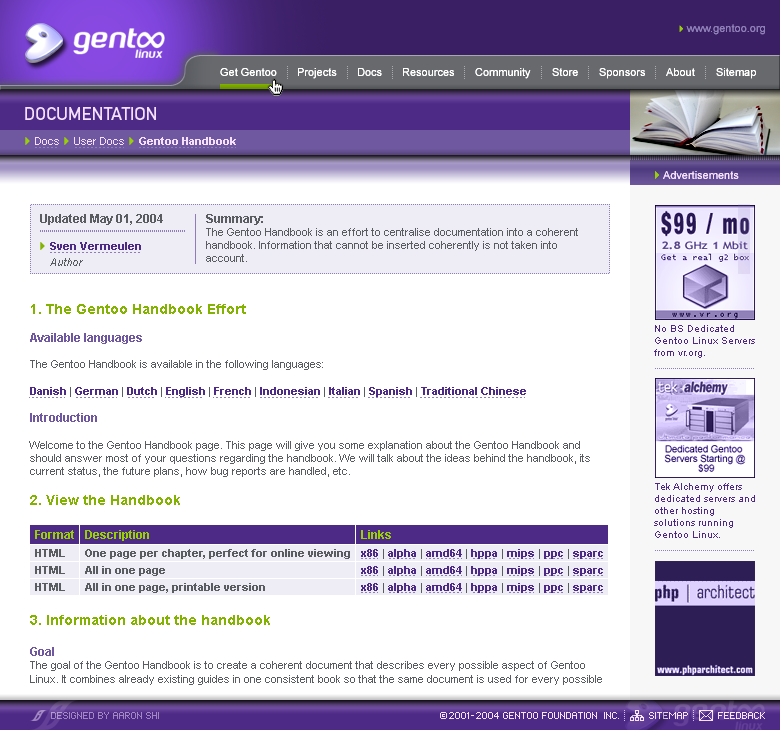 gentoo
linux
www.gentoo.org
Get Gentoo
Projects
Docs
Resources
Community
Store
Sponsors
About
Sitemap
DOCUMENTATION
Docs User Docs Gentoo Handbook
Advertisements
Updated May 01, 2004
Sven Vermeulen
Author
Summary:
The Gentoo Handbook is an effort to centralise documentation into a coherent
handbook. Information that cannot be inserted coherently is not taken into
account.
1. The Gentoo Handbook Effort
Available languages
The Gentoo Handbook is available in the following languages:
Danish | German | Dutch | English | French | Indonesian | Italian | Spanish | Traditional Chinese
Introduction
Welcome to the Gentoo Handbook page. This page will give you some explanation about the Gentoo Handbook and
should answer most of your questions regarding the handbook. We will talk about the ideas behind the handbook, its
current status, the future plans, how bug reports are handled, etc.
2. View the Handbook
Format Description Links
HTML One page per chapter, perfect for online viewing x86 | alpha | amd64 | hppa | mips | ppc | sparc
HTML All in one page x86 | alpha | amd64 | hppa | mips | ppc | sparc
HTML All in one page, printable version x86 | alpha | amd64 | hppa | mips | ppc | sparc
3. Information about the handbook
Goal
The goal of the Gentoo Handbook is to create a coherent document that describes every possible aspect of Gentoo
Linux. It combines already existing guides in one consistent book so that the same document is used for every possible
$99 / mo
2.8 GHz 1 Mbit
Get a real g2 box
www.vr.org
No BS Dedicated
Gentoo Linux Servers
from vr.org.
tek alchemy
Dedicated Gentoo
Servers Starting @
$99
Tek Alchemy offers
dedicated servers and
other hosting
solutions running
Gentoo Linux.
php | architect
www.phparchitect.com
DESIGNED BY AARON SHI
©2001-2004 GENTOO FOUNDATION INC.
SITEMAP
FEEDBACK
gentoo
linux